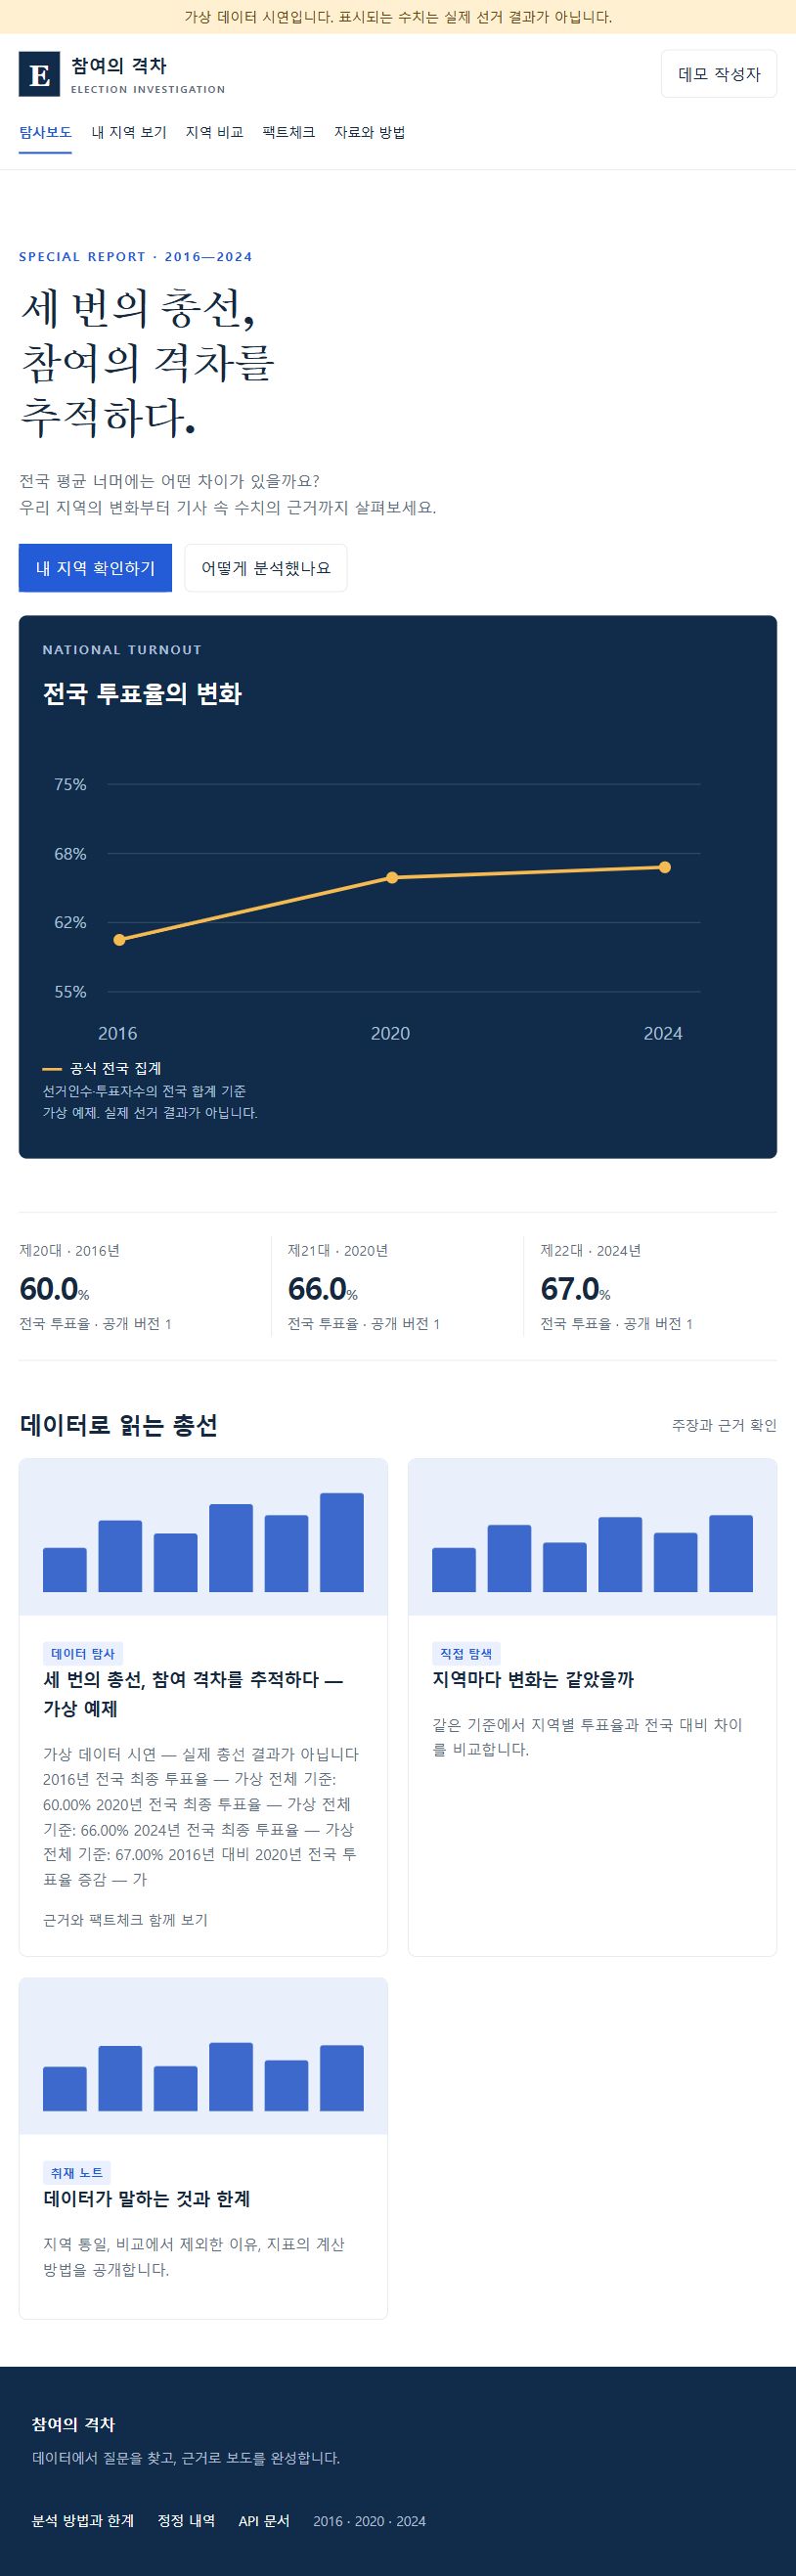 가상 데이터 시연입니다. 표시되는 수치는 실제 선거 결과가 아닙니다.
E
참여의 격차
ELECTION INVESTIGATION
데모 작성자
탐사보도 내 지역 보기 지역 비교 팩트체크 자료와 방법
SPECIAL REPORT · 2016—2024
세 번의 총선,
참여의 격차를
추적하다.
전국 평균 너머에는 어떤 차이가 있을까요?
우리 지역의 변화부터 기사 속 수치의 근거까지 살펴보세요.
내 지역 확인하기 어떻게 분석했나요
NATIONAL TURNOUT
전국 투표율의 변화
75%
68%
62%
55%
2016 2020 2024
공식 전국 집계
선거인수·투표자수의 전국 합계 기준
가상 예제. 실제 선거 결과가 아닙니다.
제20대 · 2016년
60.0%
전국 투표율 · 공개 버전 1
제21대 · 2020년
66.0%
전국 투표율 · 공개 버전 1
제22대 · 2024년
67.0%
전국 투표율 · 공개 버전 1
데이터로 읽는 총선
주장과 근거 확인
데이터 탐사
세 번의 총선, 참여 격차를 추적하다 —
가상 예제
가상 데이터 시연 — 실제 총선 결과가 아닙니다
2016년 전국 최종 투표율 — 가상 전체 기준:
60.00% 2020년 전국 최종 투표율 — 가상 전체
기준: 66.00% 2024년 전국 최종 투표율 — 가상
전체 기준: 67.00% 2016년 대비 2020년 전국 투
표율 증감 — 가
근거와 팩트체크 함께 보기
직접 탐색
지역마다 변화는 같았을까
같은 기준에서 지역별 투표율과 전국 대비 차이
를 비교합니다.
취재 노트
데이터가 말하는 것과 한계
지역 통일, 비교에서 제외한 이유, 지표의 계산
방법을 공개합니다.
참여의 격차
데이터에서 질문을 찾고, 근거로 보도를 완성합니다.
분석 방법과 한계 정정 내역 API 문서 2016 · 2020 · 2024